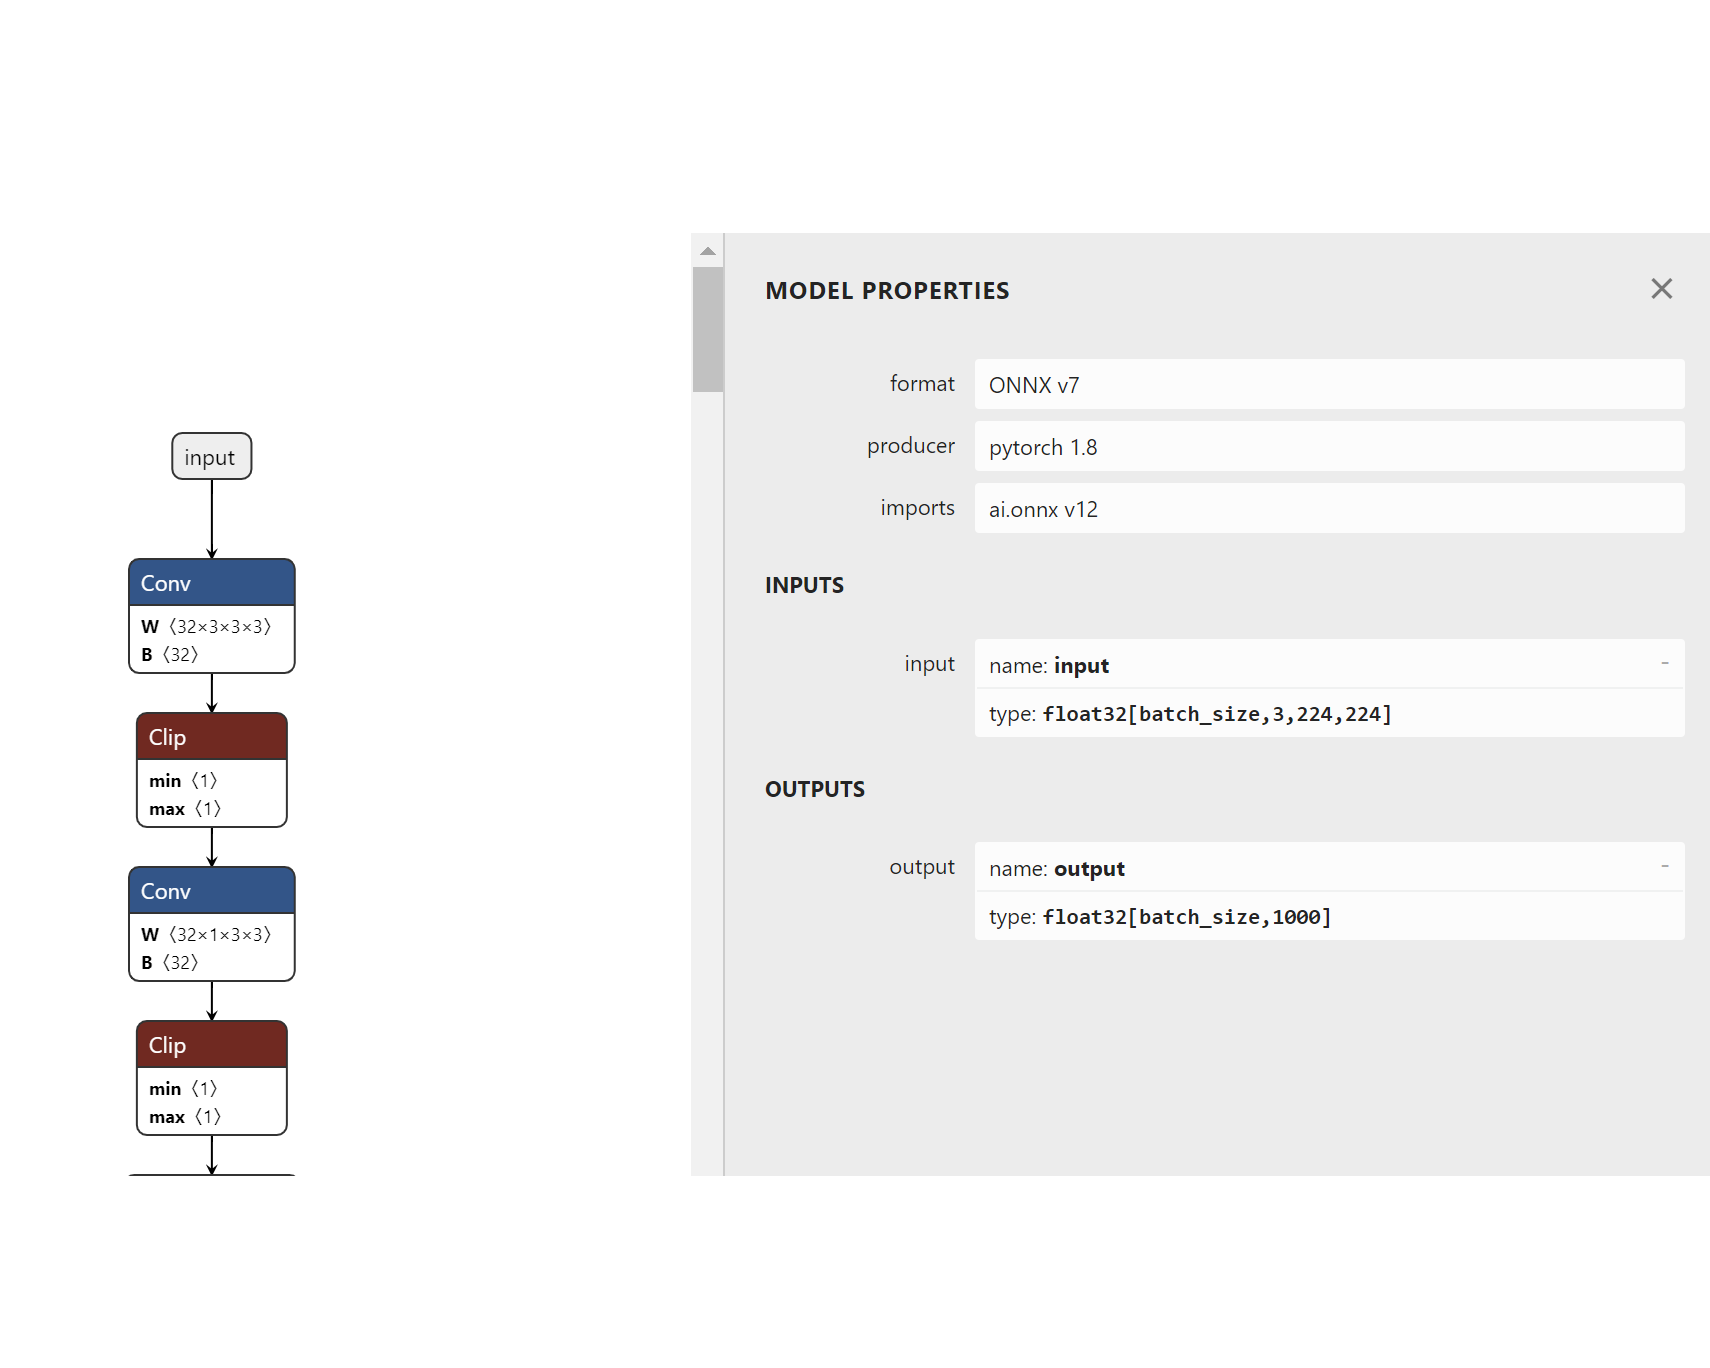 input
Conv
W 〈32×3×3×3〉
B 〈32〉
Clip
min 〈1〉
max 〈1〉
Conv
W 〈32×1×3×3〉
B 〈32〉
Clip
min 〈1〉
max 〈1〉
MODEL PROPERTIES
format ONNX v7
producer pytorch 1.8
imports ai.onnx v12
INPUTS
input name: input -
type: float32[batch_size,3,224,224]
OUTPUTS
output name: output -
type: float32[batch_size,1000]